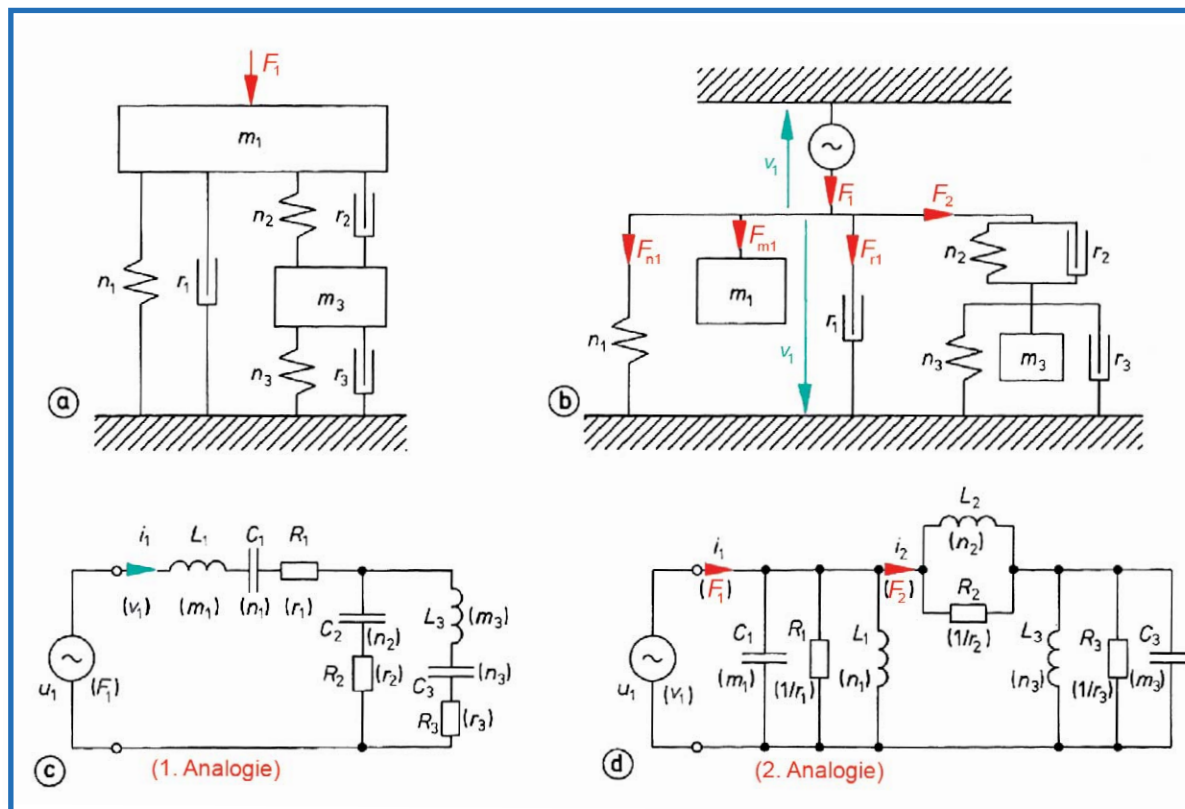 F₁
m₁
n₂
r₂
n₁
r₁
m₃
n₃
r₃
a
v₁
~
F₁
F₂
Fn1
Fm1
Fr1
n₂
r₂
m₁
r₁
n₁
v₁
n₃
m₃
r₃
b
i₁
L₁
C₁
R₁
(v₁)
(m₁)
(n₁)
(r₁)
C₂
(n₂)
L₃
(m₃)
~
R₂
(r₂)
C₃
(n₃)
u₁
(F₁)
R₃
(r₃)
c
(1. Analogie)
L₂
(n₂)
i₁
i₂
(F₁)
(F₂)
R₂
(1/r₂)
C₁
R₁
L₁
L₃
R₃
C₃
~
(m₁)
(1/r₁)
(n₁)
(n₃)
(1/r₃)
(m₃)
u₁
(v₁)
d
(2. Analogie)